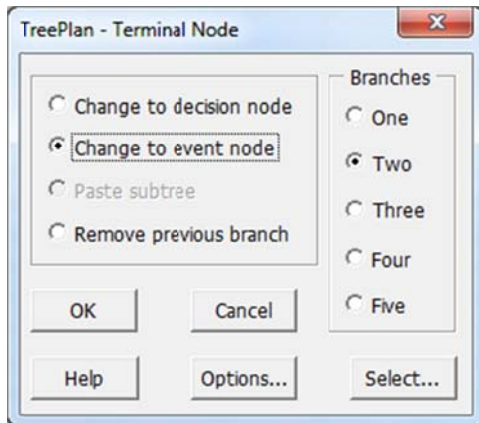 TreePlan - Terminal Node
Change to decision node
Change to event node
Paste subtree
Remove previous branch
Branches
One
Two
Three
Four
Five
OK
Cancel
Help
Options...
Select...